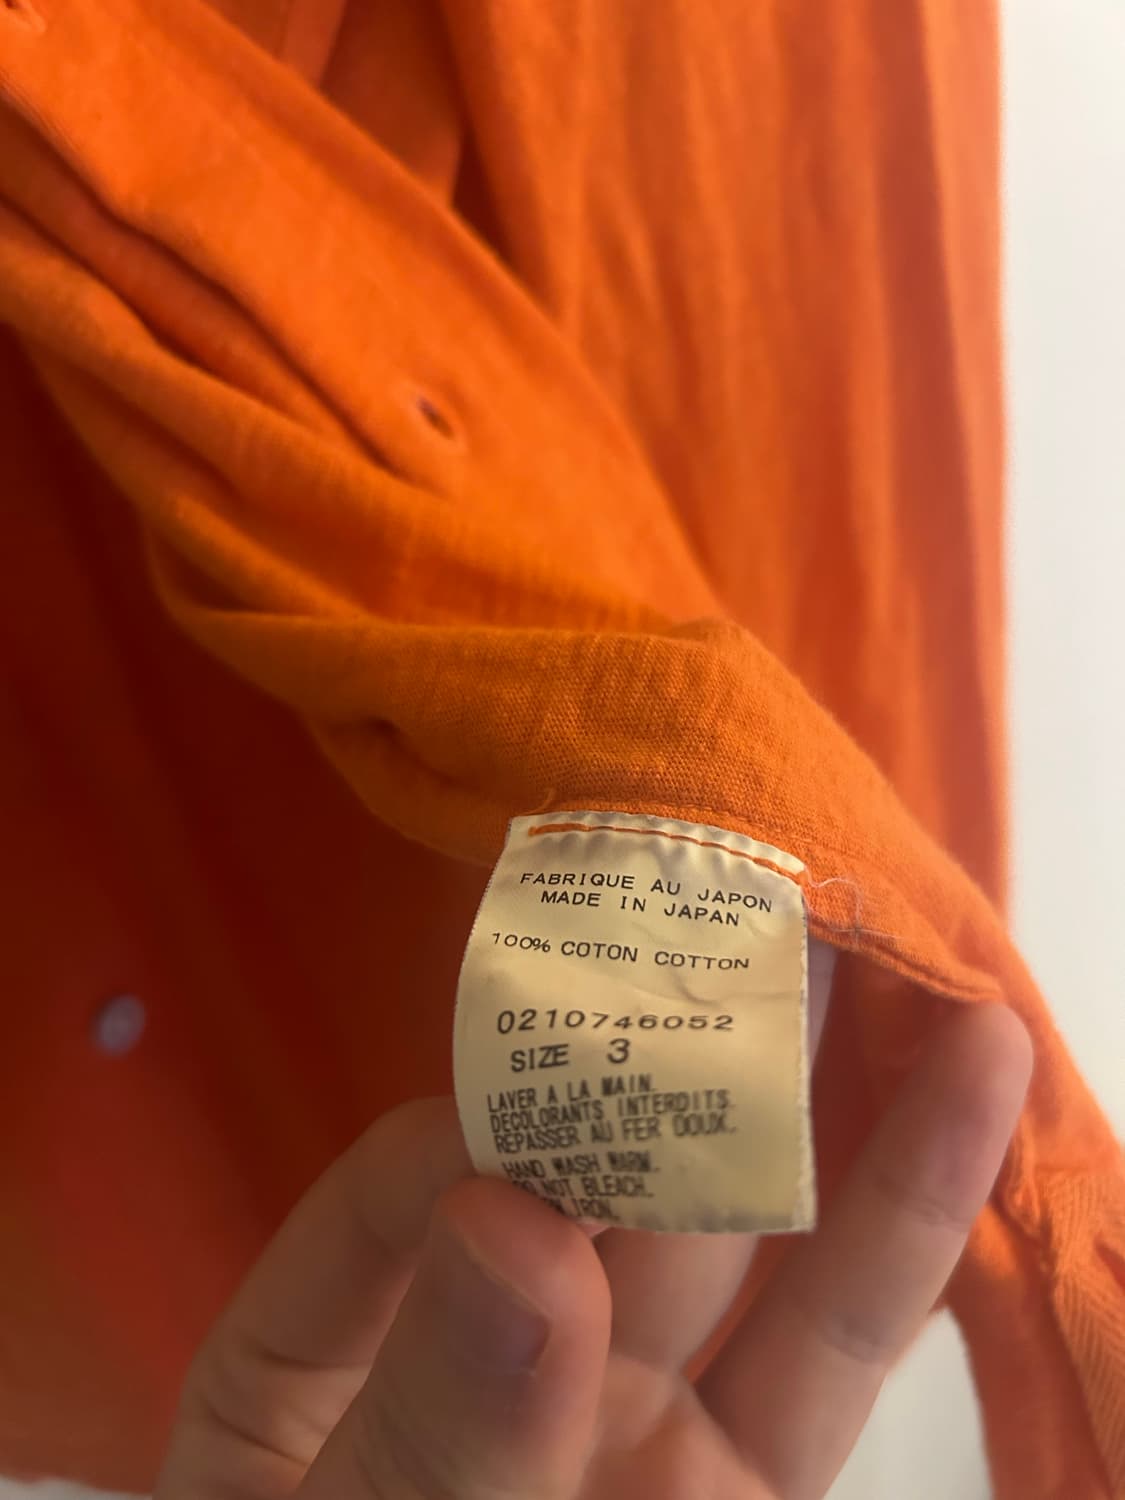 FABRIQUE AU JAPON
MADE IN JAPAN
100% COTON COTTON
0210746052
SIZE 3
LAVER A LA MAIN.
DECOLORANTS INTERDITS.
REPASSER AU FER DOUX.
HAND WASH WARM.
DO NOT BLEACH.
IRON.